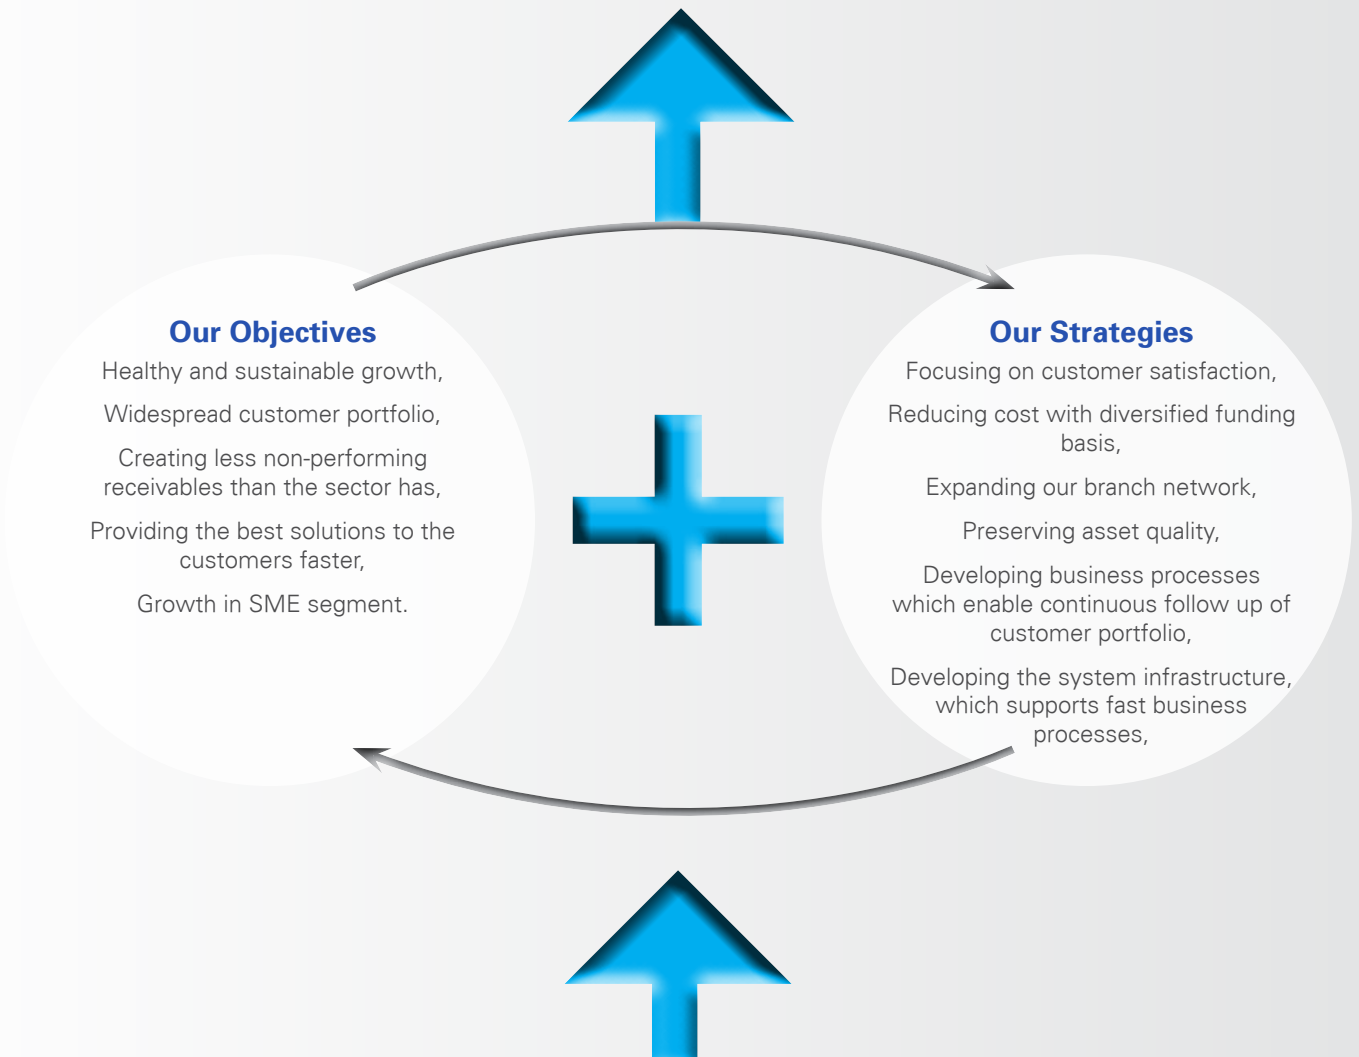 Our Objectives
Healthy and sustainable growth,
Widespread customer portfolio,
Creating less non-performing
receivables than the sector has,
Providing the best solutions to the
customers faster,
Growth in SME segment.
Our Strategies
Focusing on customer satisfaction,
Reducing cost with diversified funding
basis,
Expanding our branch network,
Preserving asset quality,
Developing business processes
which enable continuous follow up of
customer portfolio,
Developing the system infrastructure,
which supports fast business
processes,